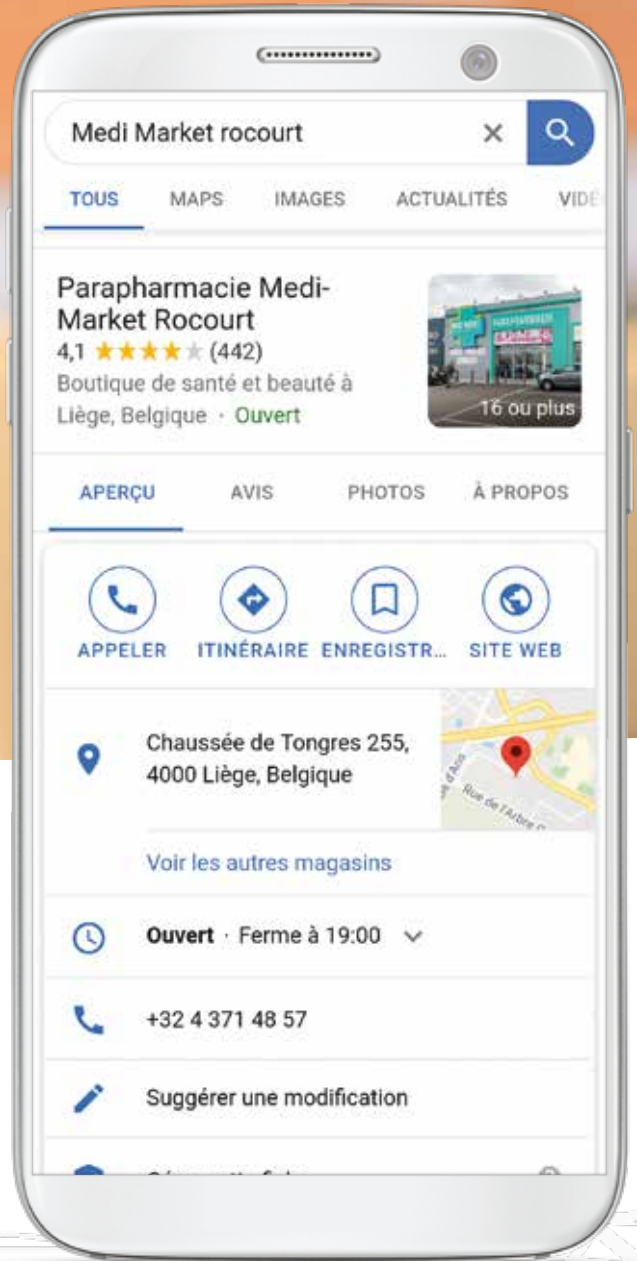 Medi Market rocourt
TOUS MAPS IMAGES ACTUALITÉS VIDÉ
Parapharmacie Medi-
Market Rocourt
4,1 (442)
Boutique de santé et beauté à
Liège, Belgique · Ouvert
16 ou plus
APERÇU AVIS PHOTOS À PROPOS
APPELER ITINÉRAIRE ENREGISTR... SITE WEB
Chaussée de Tongres 255,
4000 Liège, Belgique
Rue de l'Arbre
Voir les autres magasins
Ouvert · Ferme à 19:00
+32 4 371 48 57
Suggérer une modification